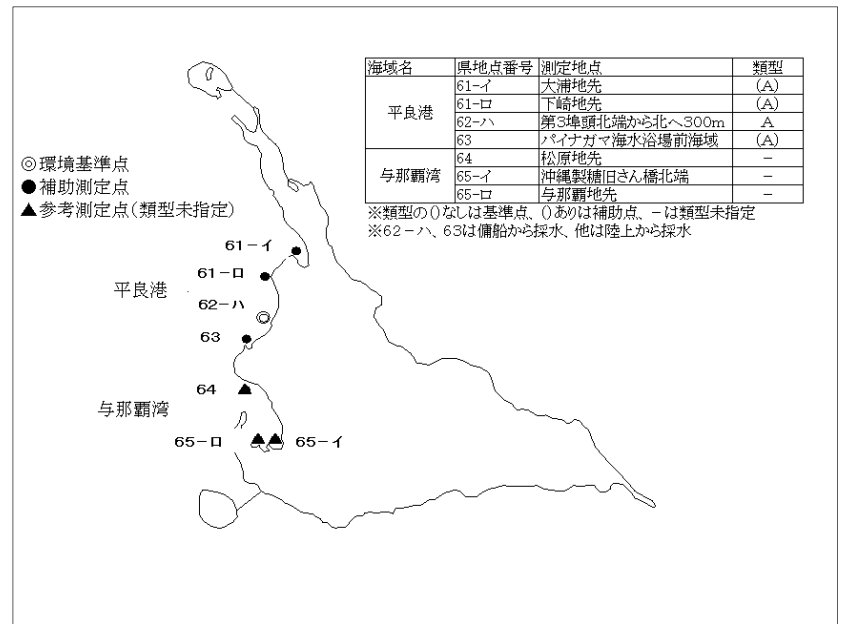 海域名 県地点番号 測定地点 類型
平良港
61-イ 大浦地先 (A)
61-ロ 下崎地先 (A)
62-ハ 第3埠頭北端から北へ300m A
63 パイナガマ海水浴場前海域 (A)
与那覇湾
64 松原地先 －
65-イ 沖縄製糖旧さん橋北端 －
65-ロ 与那覇地先 －
※類型の()なしは基準点、()ありは補助点、－は類型未指定
※62－ハ、63は傭船から採水、他は陸上から採水
◎環境基準点
●補助測定点
▲参考測定点(類型未指定)
61-イ
61-ロ
平良港
62-ハ
63
64
与那覇湾
65-ロ
65-イ